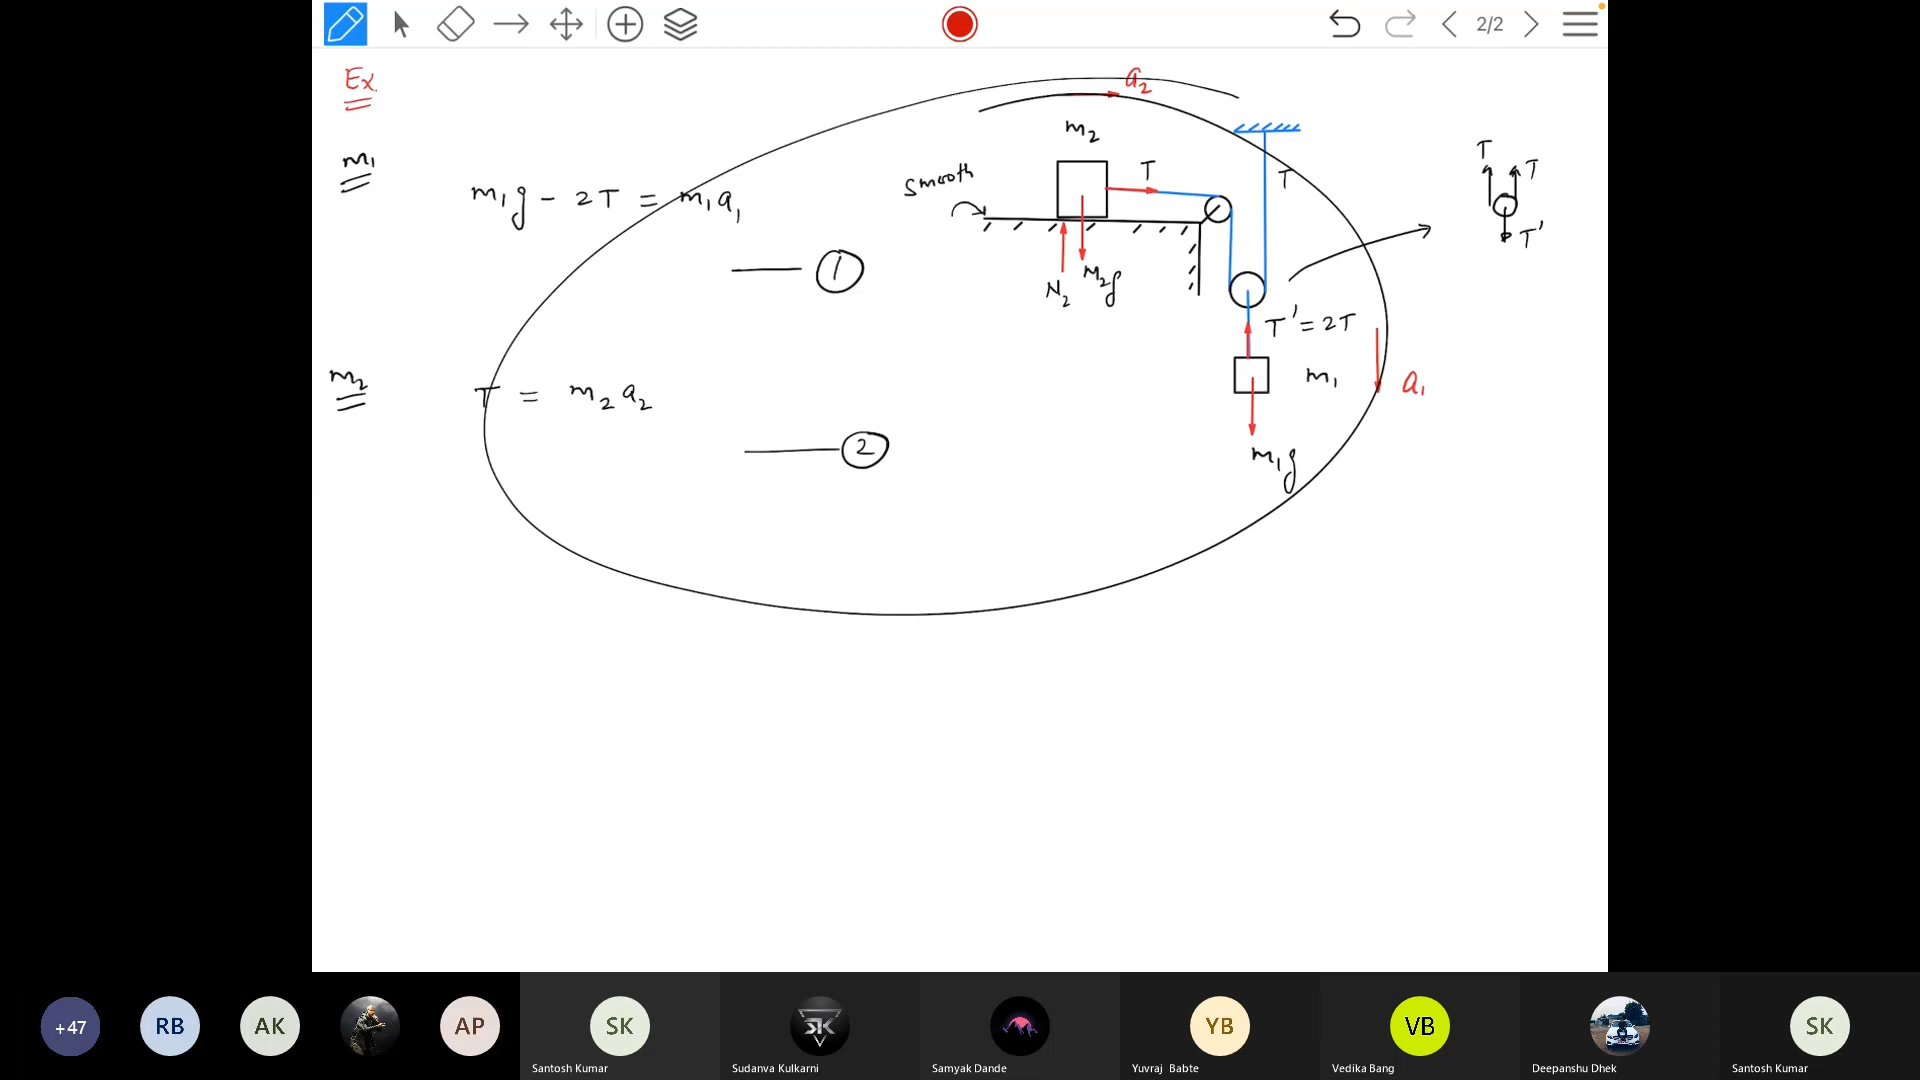 2/2
Ex.
a₂
m₂
m₁
T
T
T
T
Smooth
m₁g - 2T = m₁a₁
T'
①
N₂
m₂g
T' = 2T
m₂
T = m₂a₂
m₁
a₁
②
m₁g
+47
RB
AK
AP
SK
SK
YB
VB
SK
Santosh Kumar
Sudanva Kulkarni
Samyak Dande
Yuvraj Babte
Vedika Bang
Deepanshu Dhek
Santosh Kumar